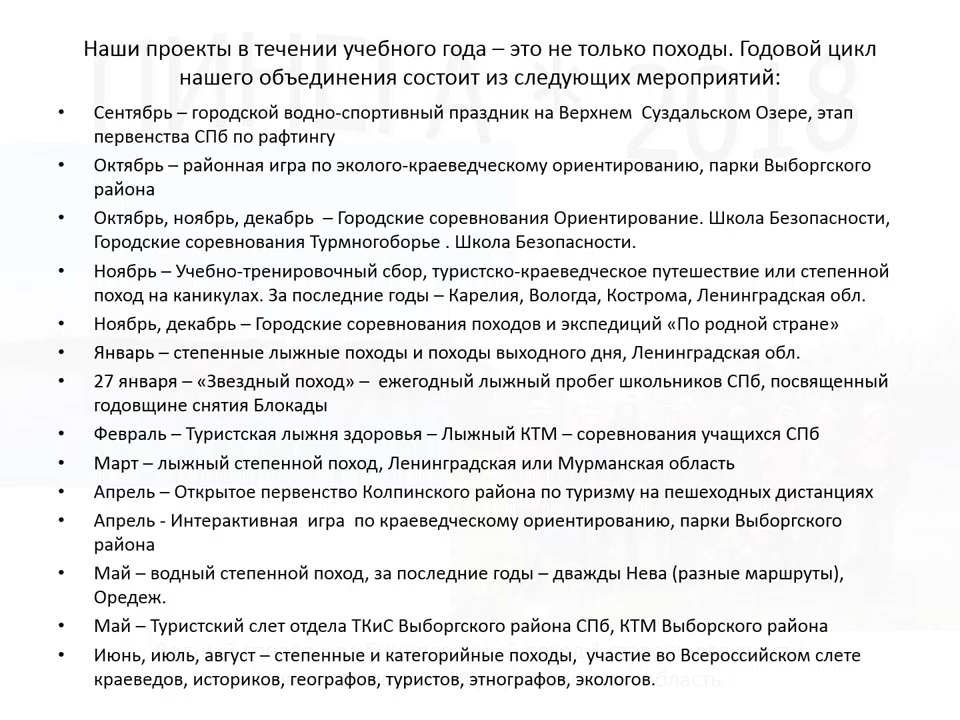 Наши проекты в течении учебного года – это не только походы. Годовой цикл
нашего объединения состоит из следующих мероприятий:
• Сентябрь – городской водно-спортивный праздник на Верхнем Суздальском Озере, этап
первенства СПб по рафтингу
• Октябрь – районная игра по эколого-краеведческому ориентированию, парки Выборгского
района
• Октябрь, ноябрь, декабрь – Городские соревнования Ориентирование. Школа Безопасности,
Городские соревнования Турмногоборье . Школа Безопасности.
• Ноябрь – Учебно-тренировочный сбор, туристско-краеведческое путешествие или степенной
поход на каникулах. За последние годы – Карелия, Вологда, Кострома, Ленинградская обл.
• Ноябрь, декабрь – Городские соревнования походов и экспедиций «По родной стране»
• Январь – степенные лыжные походы и походы выходного дня, Ленинградская обл.
• 27 января – «Звездный поход» – ежегодный лыжный пробег школьников СПб, посвященный
годовщине снятия Блокады
• Февраль – Туристская лыжня здоровья – Лыжный КТМ – соревнования учащихся СПб
• Март – лыжный степенной поход, Ленинградская или Мурманская область
• Апрель – Открытое первенство Колпинского района по туризму на пешеходных дистанциях
• Апрель - Интерактивная игра по краеведческому ориентированию, парки Выборгского
района
• Май – водный степенной поход, за последние годы – дважды Нева (разные маршруты),
Оредеж.
• Май – Туристский слет отдела ТКиС Выборгского района СПб, КТМ Выборского района
• Июнь, июль, август – степенные и категорийные походы, участие во Всероссийском слете
краеведов, историков, географов, туристов, этнографов, экологов.
ПИНЕГА * 2018
область